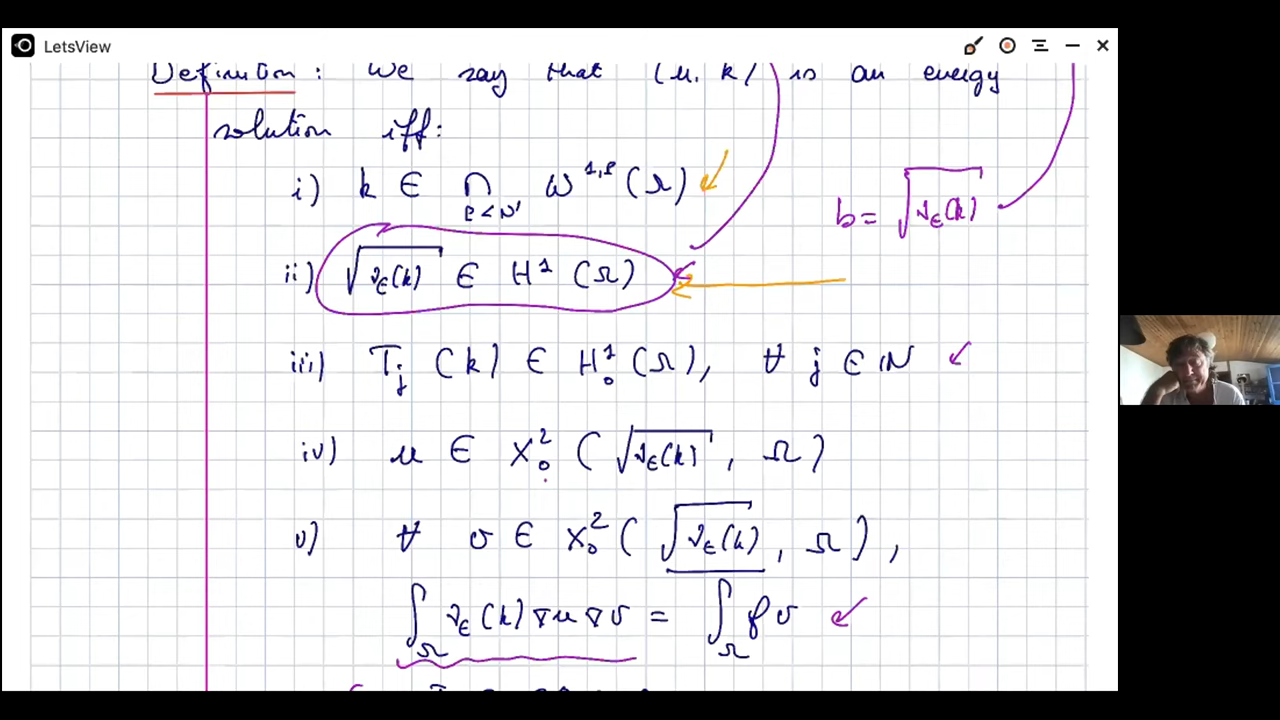 LetsView
Definition: We say that (u, k) is an energy
solution iff:
i) k ∈ ∩_{p<N'} W^{1,p}(Ω)
b = √ν_ε(k)
ii) √ν_ε(k) ∈ H^1(Ω)
iii) T_j(k) ∈ H^1_0(Ω), ∀ j ∈ ℕ
iv) u ∈ X^2_0(√ν_ε(k), Ω)
v) ∀ v ∈ X^2_0(√ν_ε(k), Ω),
∫_Ω ν_ε(k) ∇u ∇v = ∫_Ω f v